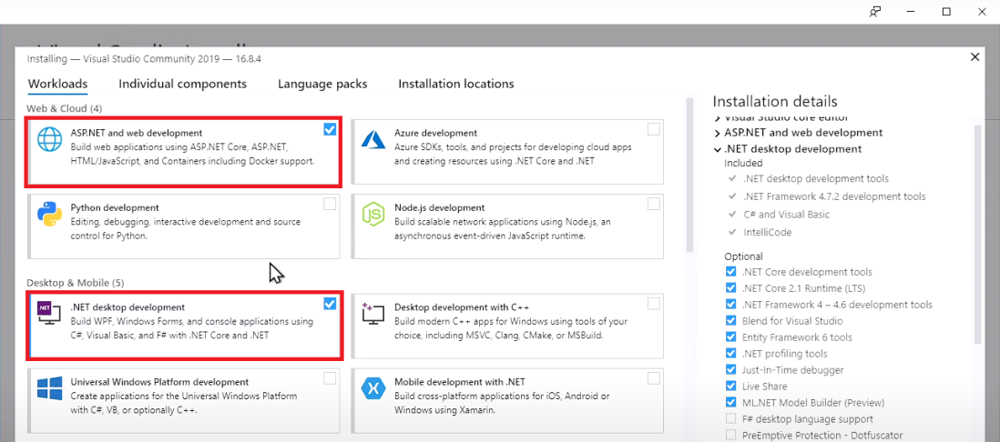 Installing — Visual Studio Community 2019 — 16.8.4
Workloads
Individual components
Language packs
Installation locations
Web & Cloud (4)
ASP.NET and web development
Build web applications using ASP.NET Core, ASP.NET,
HTML/JavaScript, and Containers including Docker support.
Azure development
Azure SDKs, tools, and projects for developing cloud apps
and creating resources using .NET Core and .NET
Python development
Editing, debugging, interactive development and source
control for Python.
Node.js development
Build scalable network applications using Node.js, an
asynchronous event-driven JavaScript runtime.
Desktop & Mobile (5)
.NET
.NET desktop development
Build WPF, Windows Forms, and console applications using
C#, Visual Basic, and F# with .NET Core and .NET
Desktop development with C++
Build modern C++ apps for Windows using tools of your
choice, including MSVC, Clang, CMake, or MSBuild.
Universal Windows Platform development
Create applications for the Universal Windows Platform
with C#, VB, or optionally C++.
Mobile development with .NET
Build cross-platform applications for iOS, Android or
Windows using Xamarin.
Installation details
Visual Studio core editor
ASP.NET and web development
.NET desktop development
Included
.NET desktop development tools
.NET Framework 4.7.2 development tools
C# and Visual Basic
IntelliCode
Optional
.NET Core development tools
.NET Core 2.1 Runtime (LTS)
.NET Framework 4 – 4.6 development tools
Blend for Visual Studio
Entity Framework 6 tools
.NET profiling tools
Just-In-Time debugger
Live Share
ML.NET Model Builder (Preview)
F# desktop language support
PreEmptive Protection - Dotfuscator